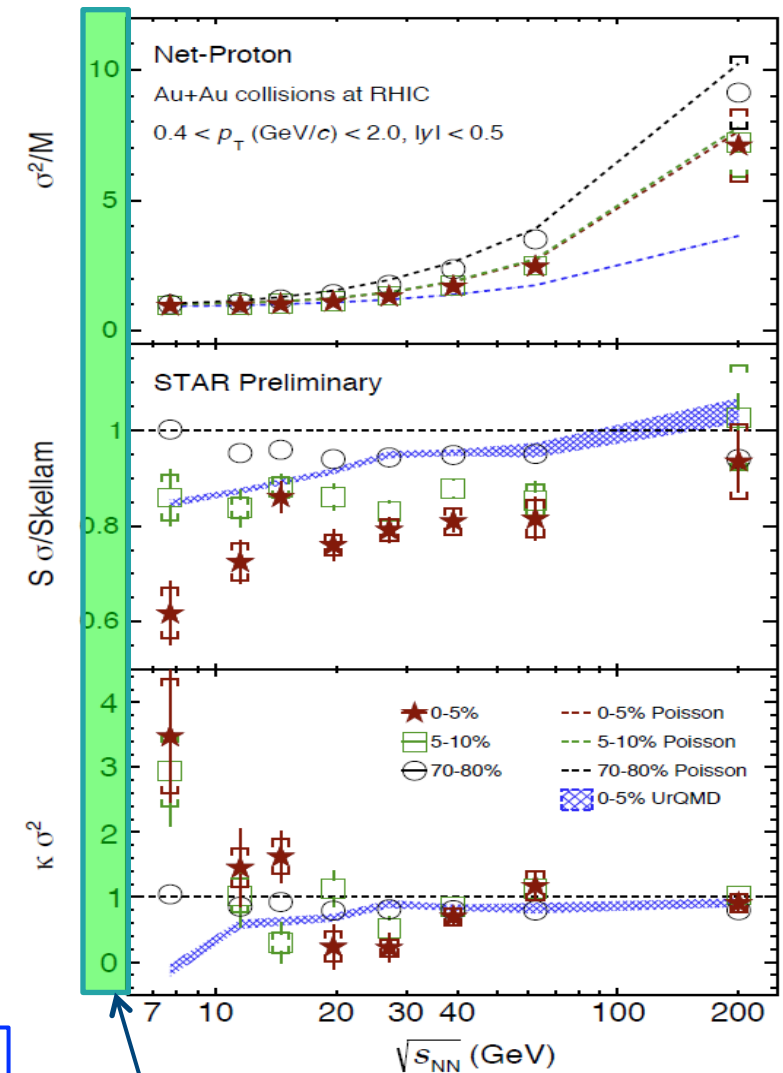 Net-Proton
Au+Au collisions at RHIC
0.4 < p_T (GeV/c) < 2.0, |y| < 0.5
σ²/M
10
5
0
STAR Preliminary
S σ/Skellam
1
0.8
0.6
κ σ²
4
3
2
1
0
0-5%
0-5% Poisson
5-10%
5-10% Poisson
70-80%
70-80% Poisson
0-5% UrQMD
7 10 20 30 40 100 200
√s_NN (GeV)